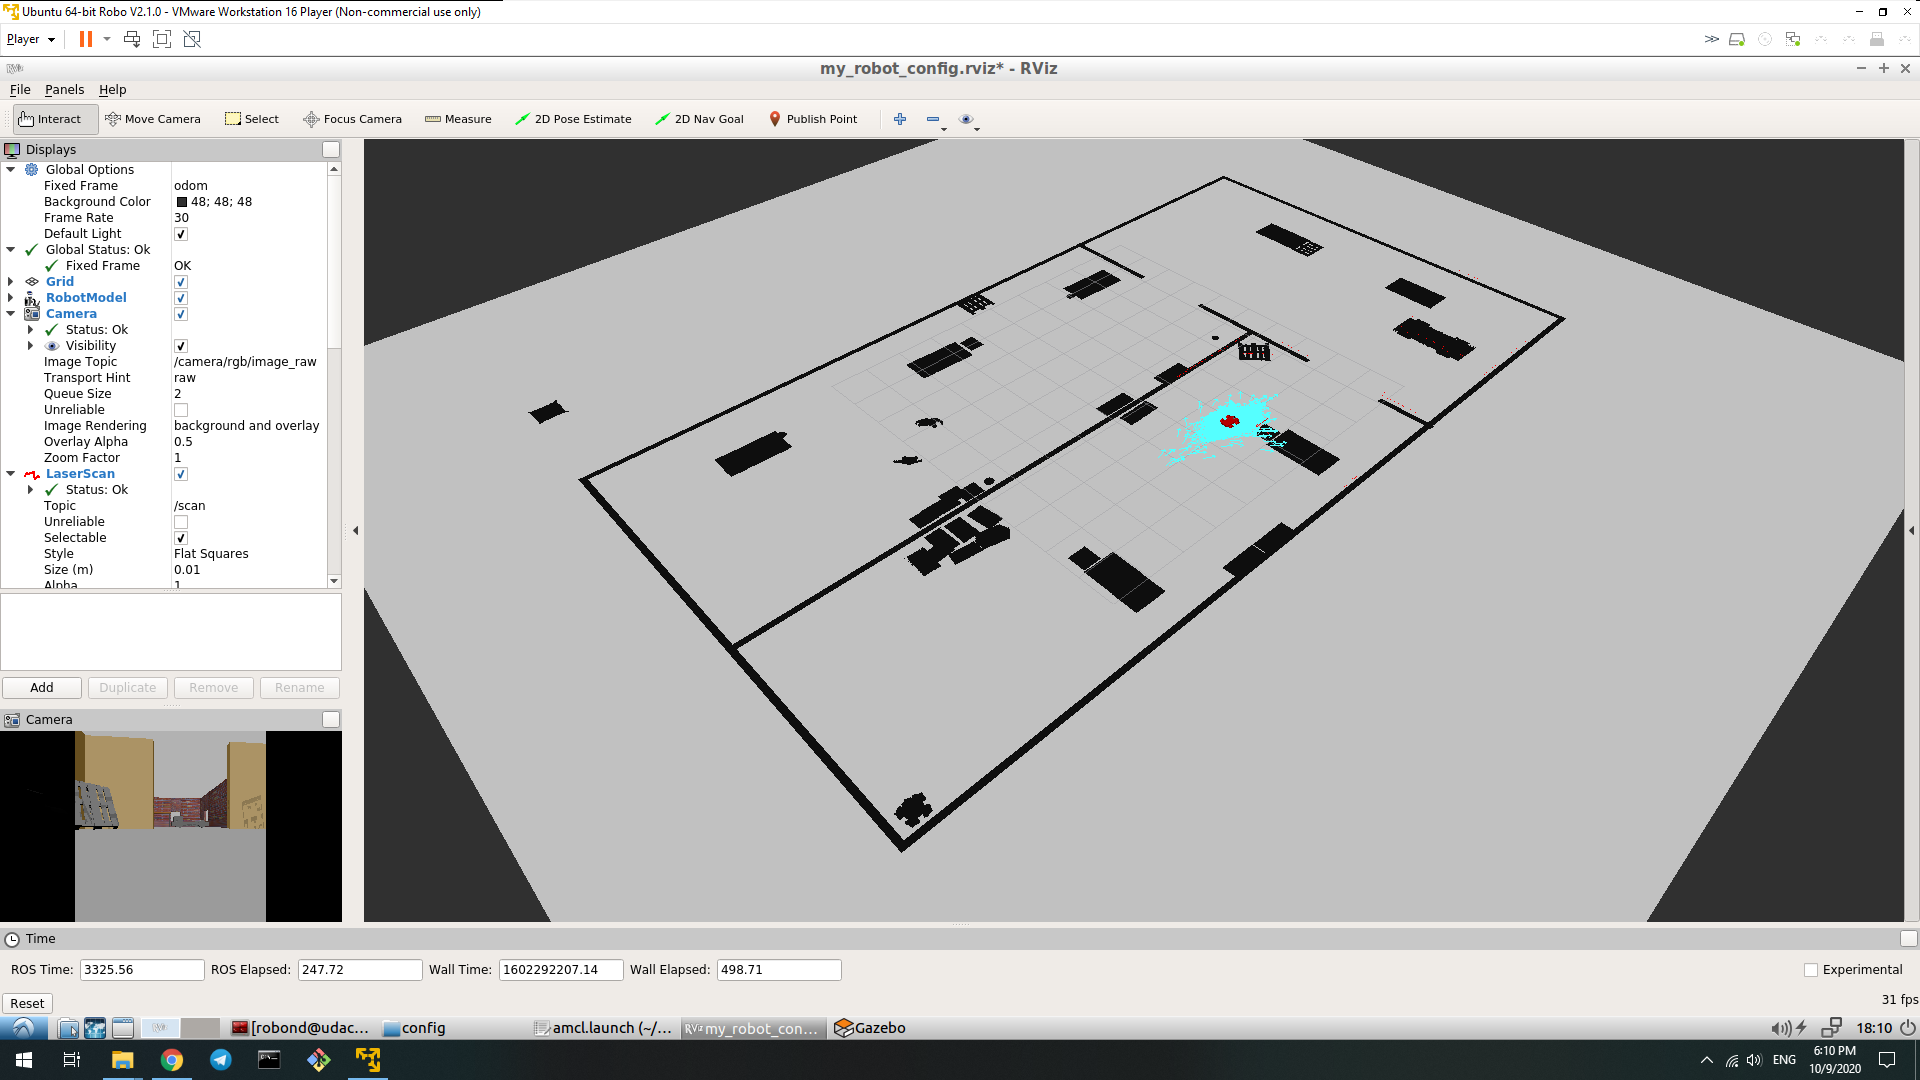 Ubuntu 64-bit Robo V2.1.0 - VMware Workstation 16 Player (Non-commercial use only)
Player
my_robot_config.rviz* - RViz
File Panels Help
Interact Move Camera Select Focus Camera Measure 2D Pose Estimate 2D Nav Goal Publish Point
Displays
Global Options
Fixed Frame odom
Background Color 48; 48; 48
Frame Rate 30
Default Light
Global Status: Ok
Fixed Frame OK
Grid
RobotModel
Camera
Status: Ok
Visibility
Image Topic /camera/rgb/image_raw
Transport Hint raw
Queue Size 2
Unreliable
Image Rendering background and overlay
Overlay Alpha 0.5
Zoom Factor 1
LaserScan
Status: Ok
Topic /scan
Unreliable
Selectable
Style Flat Squares
Size (m) 0.01
Alpha 1
Add Duplicate Remove Rename
Camera
Time
ROS Time: 3325.56 ROS Elapsed: 247.72 Wall Time: 1602292207.14 Wall Elapsed: 498.71 Experimental
Reset 31 fps
[robond@udac... config amcl.launch (~/... my_robot_con... Gazebo 18:10
ENG 6:10 PM
10/9/2020